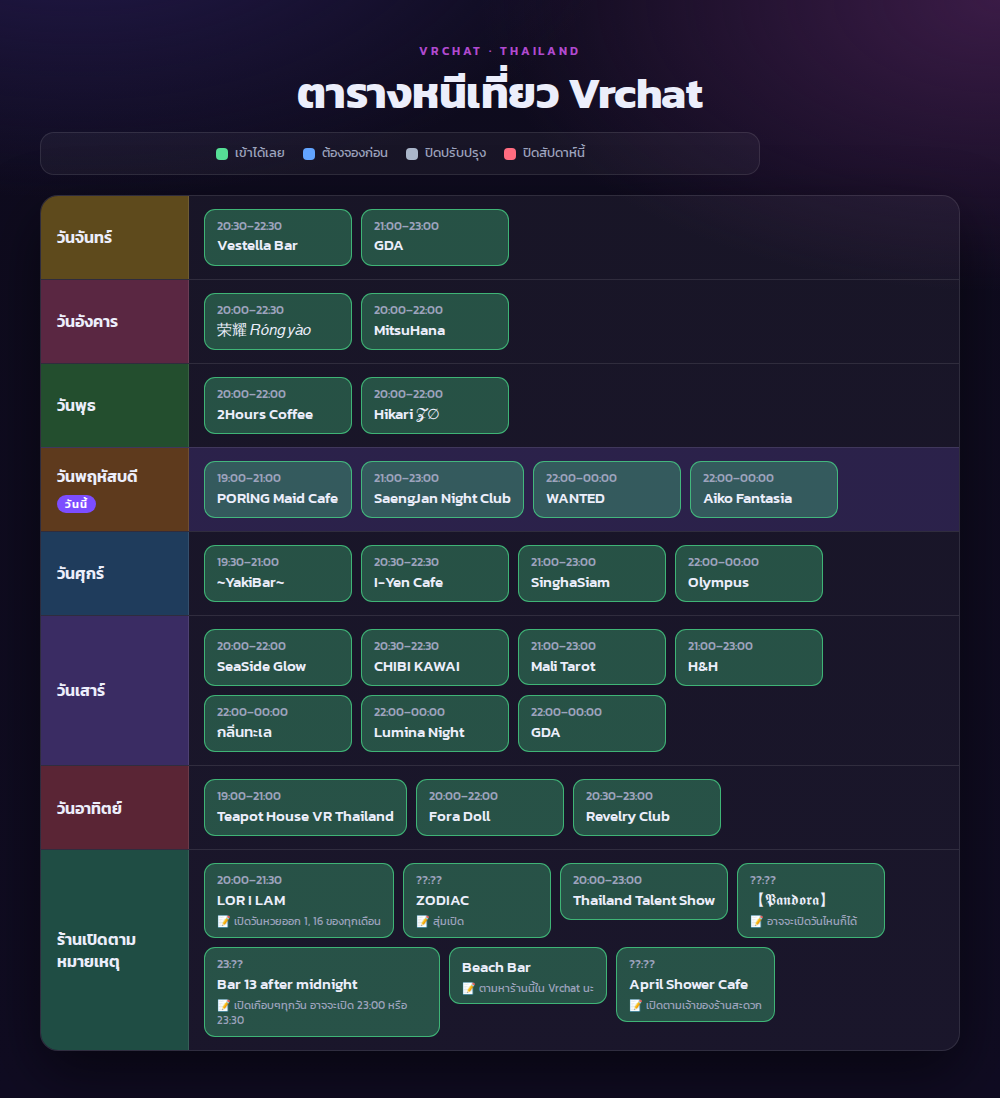 VRCHAT · THAILAND
ตารางหนีเที่ยว Vrchat
เข้าได้เลย
ต้องจองก่อน
ปิดปรับปรุง
ปิดสัปดาห์นี้
วันจันทร์
20:30–22:30
Vestella Bar
21:00–23:00
GDA
วันอังคาร
20:00–22:30
荣耀 Róng yào
20:00–22:00
MitsuHana
วันพุธ
20:00–22:00
2Hours Coffee
20:00–22:00
Hikari 𝒵∅
วันพฤหัสบดี
วันนี้
19:00–21:00
PORlNG Maid Cafe
21:00–23:00
SaengJan Night Club
22:00–00:00
WANTED
22:00–00:00
Aiko Fantasia
วันศุกร์
19:30–21:00
~YakiBar~
20:30–22:30
I-Yen Cafe
21:00–23:00
SinghaSiam
22:00–00:00
Olympus
วันเสาร์
20:00–22:00
SeaSide Glow
20:30–22:30
CHIBI KAWAI
21:00–23:00
Mali Tarot
21:00–23:00
H&H
22:00–00:00
กลิ่นทะเล
22:00–00:00
Lumina Night
22:00–00:00
GDA
วันอาทิตย์
19:00–21:00
Teapot House VR Thailand
20:00–22:00
Fora Doll
20:30–23:00
Revelry Club
ร้านเปิดตาม
หมายเหตุ
20:00–21:30
LOR I LAM
📝 เปิดวันหวยออก 1, 16 ของทุกเดือน
??:??
ZODIAC
📝 สุ่มเปิด
20:00–23:00
Thailand Talent Show
??:??
【𝕻𝖆𝖓𝖉𝖔𝖗𝖆】
📝 อาจจะเปิดวันไหนก็ได้
23:??
Bar 13 after midnight
📝 เปิดเกือบๆทุกวัน อาจจะเปิด 23:00 หรือ
23:30
Beach Bar
📝 ตามหาร้านนี้ใน Vrchat นะ
??:??
April Shower Cafe
📝 เปิดตามเจ้าของร้านสะดวก